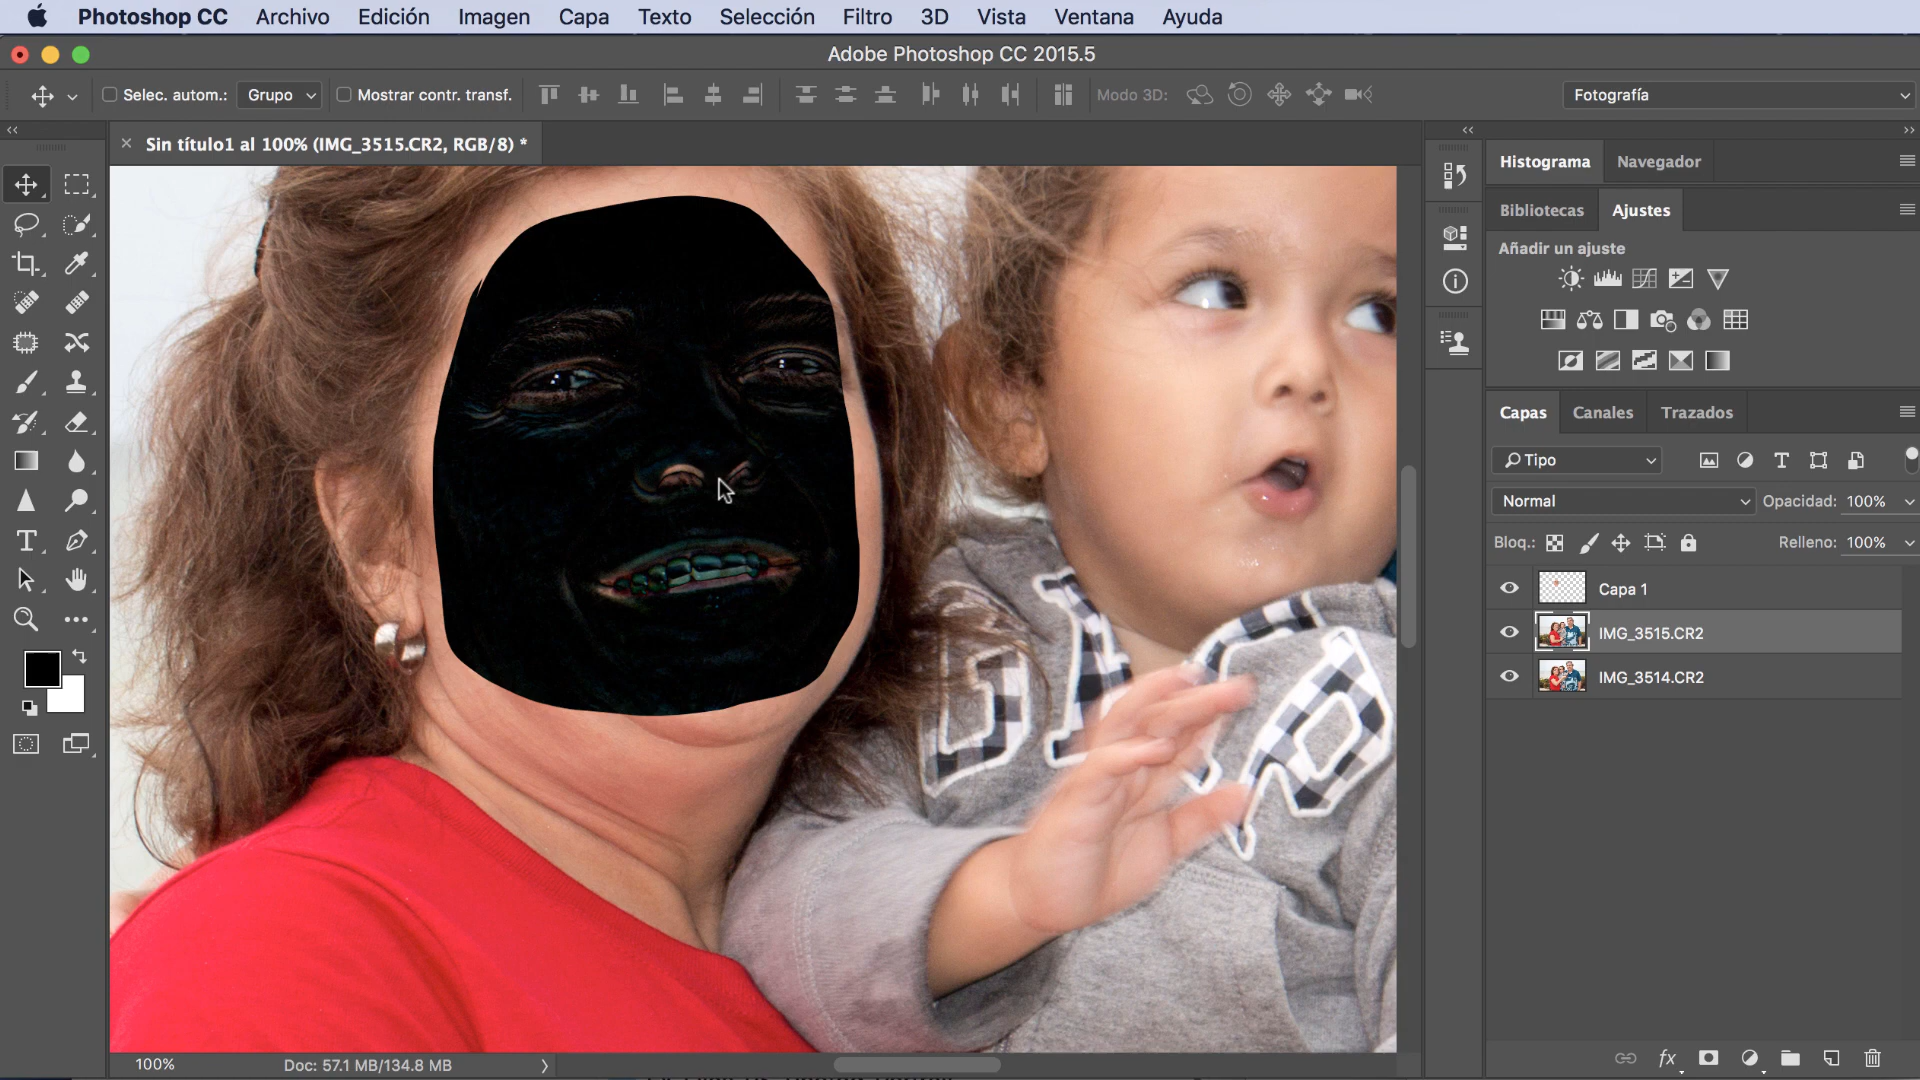 Photoshop CC Archivo Edición Imagen Capa Texto Selección Filtro 3D Vista Ventana Ayuda
Adobe Photoshop CC 2015.5
Selec. autom.: Grupo Mostrar contr. transf. Modo 3D: Fotografía
Sin título1 al 100% (IMG_3515.CR2, RGB/8) *
Histograma Navegador
Bibliotecas Ajustes
Añadir un ajuste
Capas Canales Trazados
Tipo
Normal Opacidad: 100%
Bloq.: Relleno: 100%
Capa 1
IMG_3515.CR2
IMG_3514.CR2
100% Doc: 57.1 MB/134.8 MB